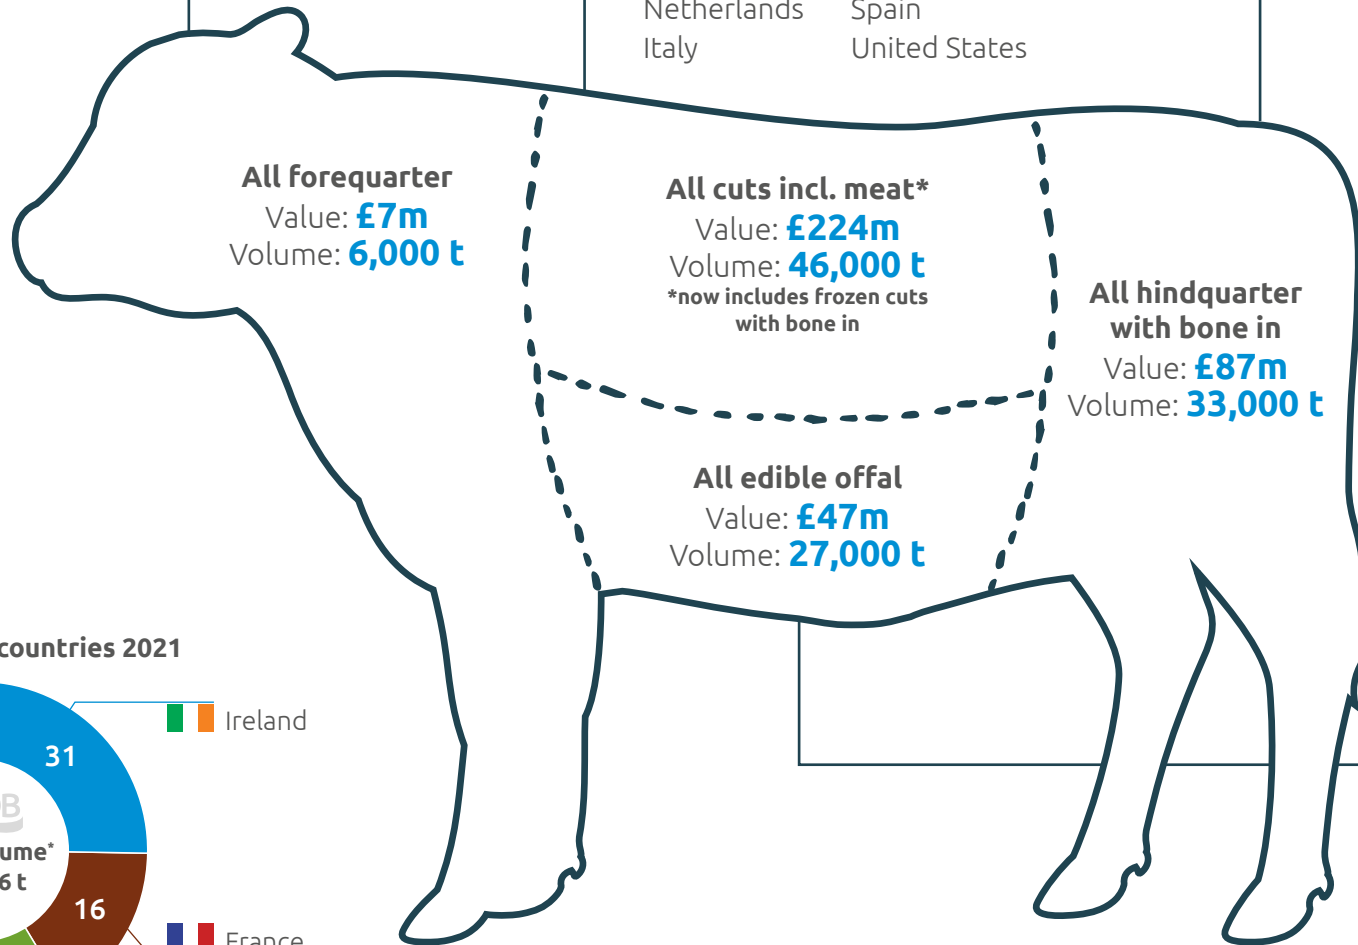 Netherlands Spain
Italy United States
All forequarter
Value: £7m
Volume: 6,000 t
All cuts incl. meat*
Value: £224m
Volume: 46,000 t
*now includes frozen cuts
with bone in
All hindquarter
with bone in
Value: £87m
Volume: 33,000 t
All edible offal
Value: £47m
Volume: 27,000 t
countries 2021
Ireland
31
B
ume*
6 t
16
France